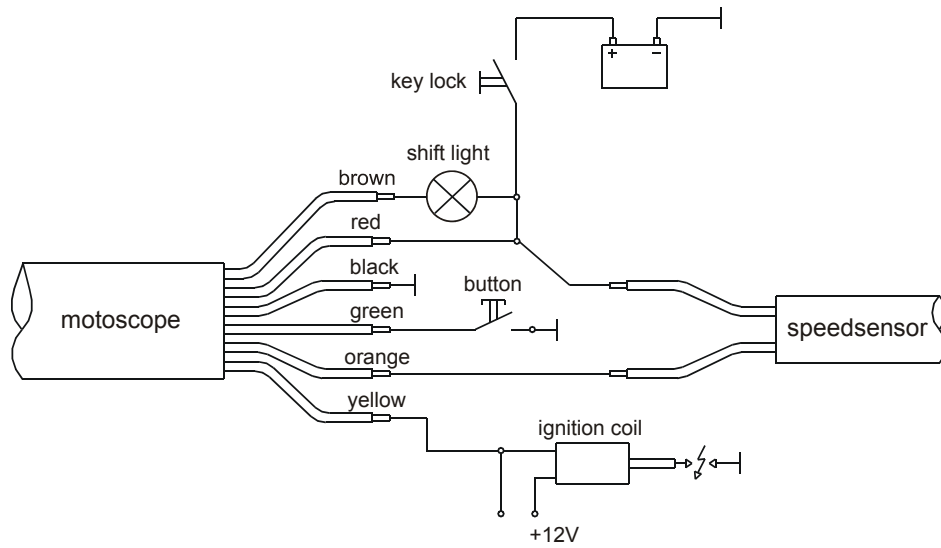 + −
key lock
shift light
brown
red
black
button
green
motoscope
speedsensor
orange
yellow
ignition coil
+12V